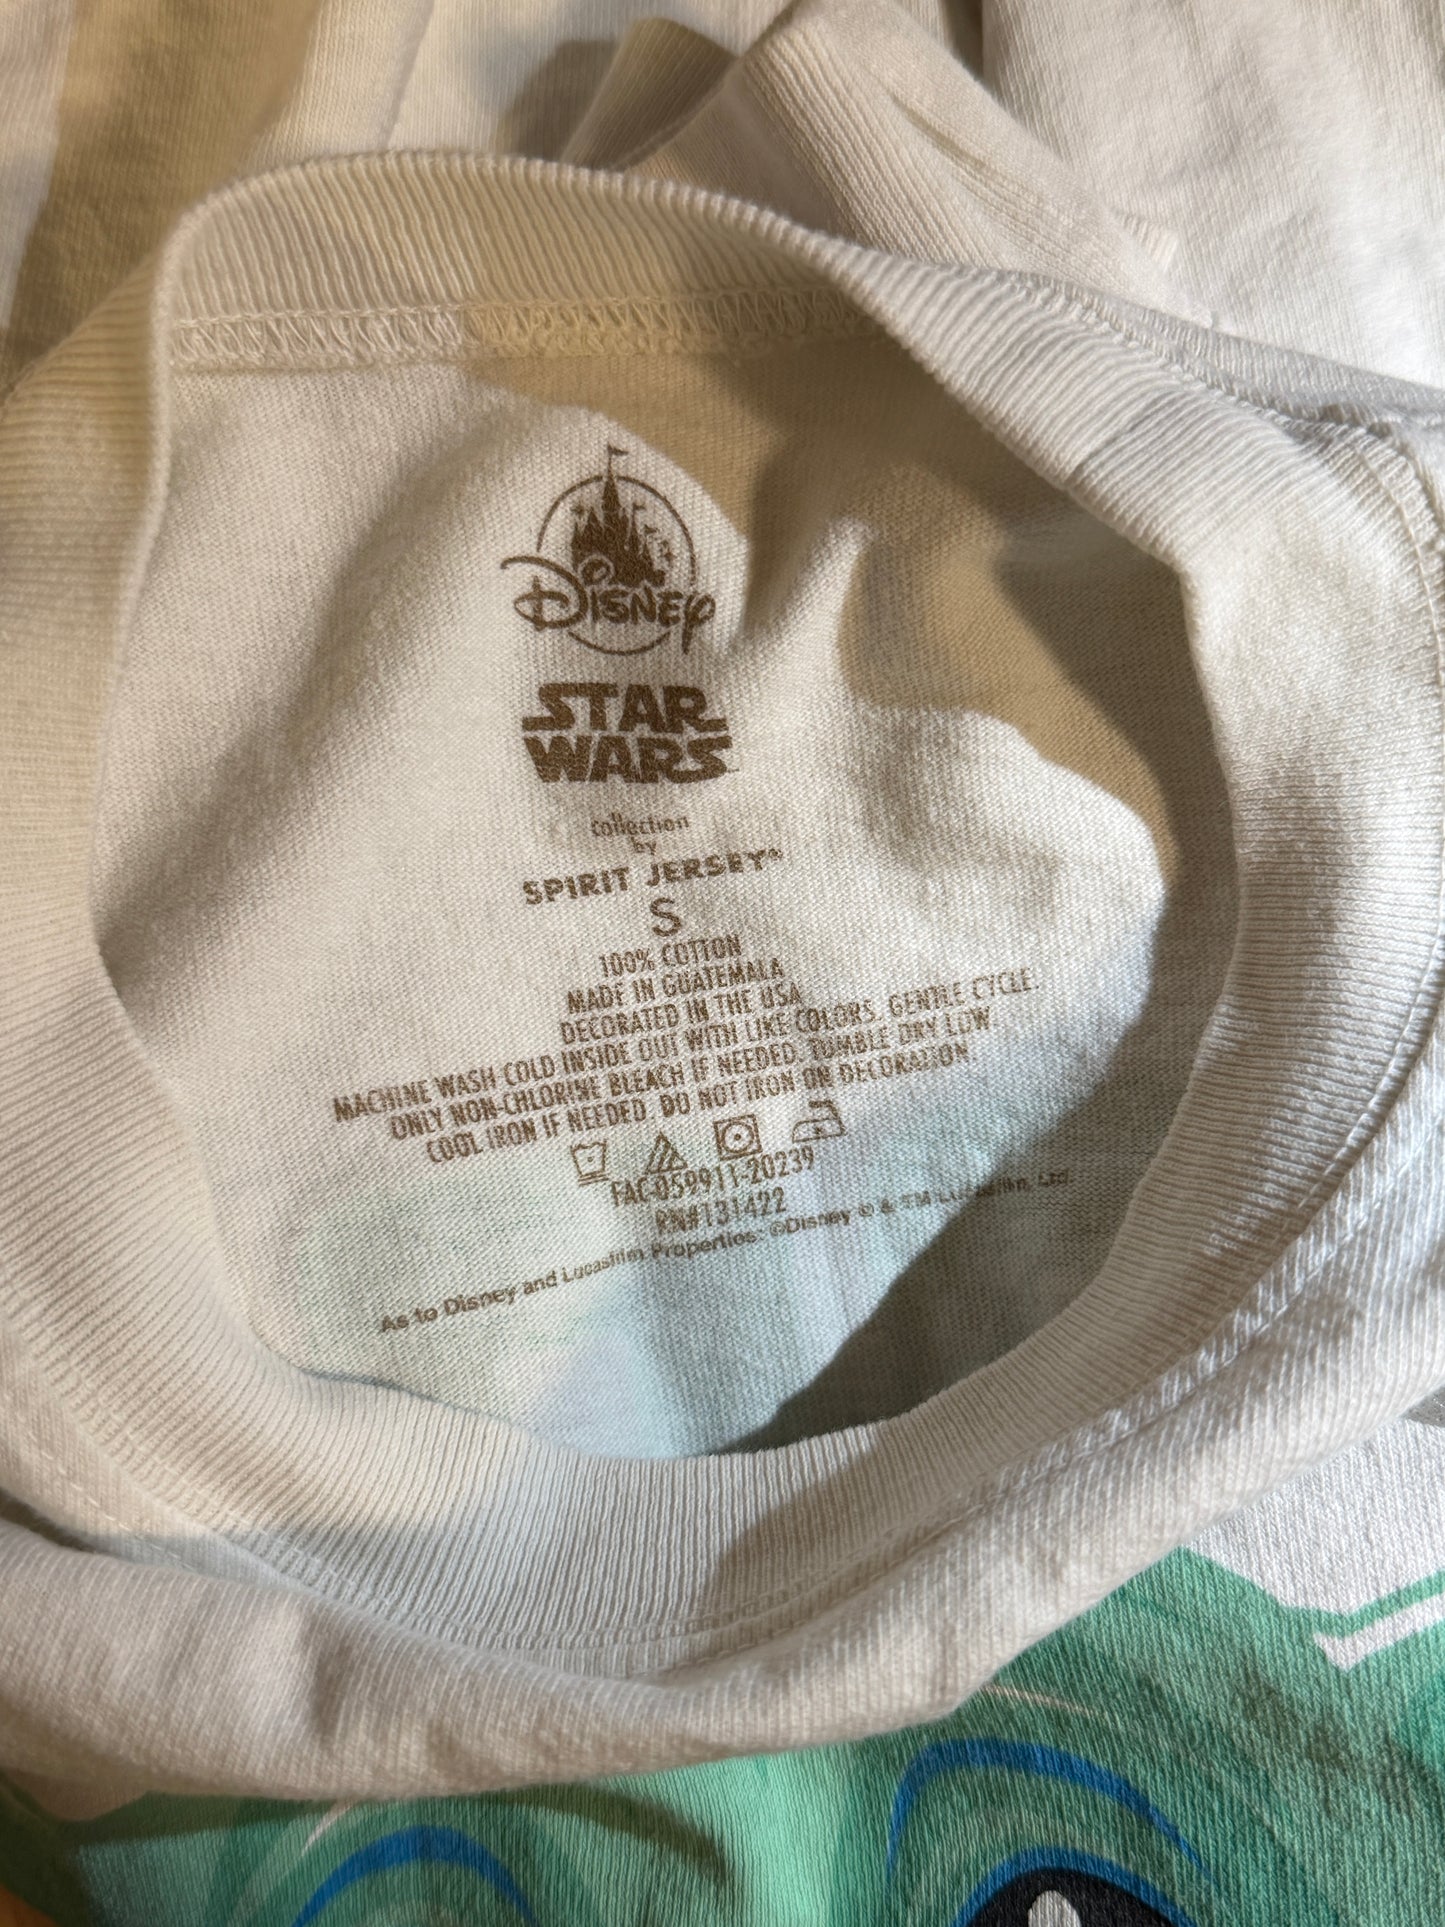 Disney
STAR
WARS
collection
by
SPIRIT JERSEY®
S
100% COTTON
MADE IN GUATEMALA
DECORATED IN THE USA
MACHINE WASH COLD INSIDE OUT WITH LIKE COLORS. GENTLE CYCLE.
ONLY NON-CHLORINE BLEACH IF NEEDED. TUMBLE DRY LOW.
COOL IRON IF NEEDED. DO NOT IRON ON DECORATION.
FAC-059911-20239
RN#131422
As to Disney and Lucasfilm Properties: ©Disney © & TM Lucasfilm, Ltd.